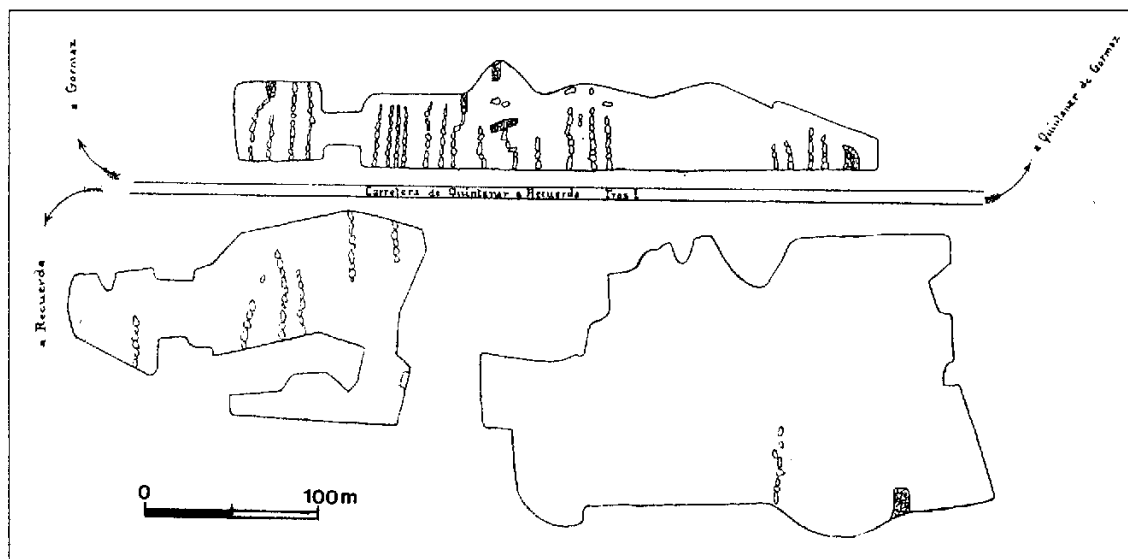 a Gormaz
a Quintanar de Gormaz
Carretera de Quintanar a Recuerda
a Recuerda
0 100m